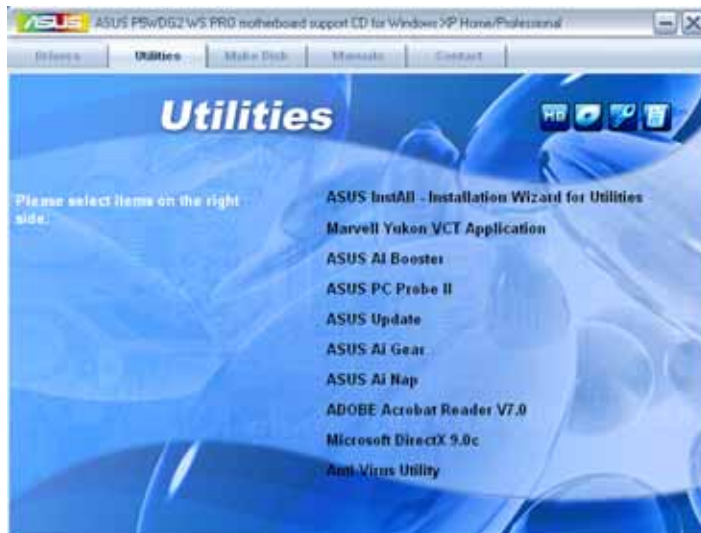 ASUS ASUS P5WDG2 WS PRO motherboard support CD for Windows XP Home/Professional
Drivers Utilities Make Disk Manuals Contact
Utilities
HD
Please select items on the right
side.
ASUS InstAll - Installation Wizard for Utilities
Marvell Yukon VCT Application
ASUS AI Booster
ASUS PC Probe II
ASUS Update
ASUS Ai Gear
ASUS Ai Nap
ADOBE Acrobat Reader V7.0
Microsoft DirectX 9.0c
Anti-Virus Utility